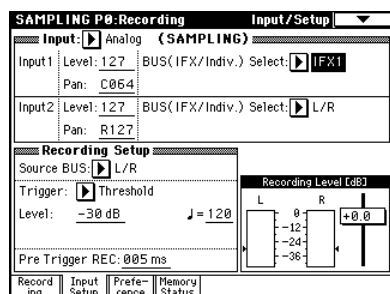 SAMPLING P0:Recording Input/Setup
Input: Analog (SAMPLING)
Input1 Level: 127 BUS(IFX/Indiv.) Select: IFX1
Pan: C064
Input2 Level: 127 BUS(IFX/Indiv.) Select: L/R
Pan: R127
Recording Setup
Source BUS: L/R
Trigger: Threshold
Level: -30 dB ♩= 120
Pre Trigger REC: 005 ms
Recording Level [dB]
L R
0 +0.0
-12
-24
-36
Record ing Input Setup Prefe- rence Memory Status